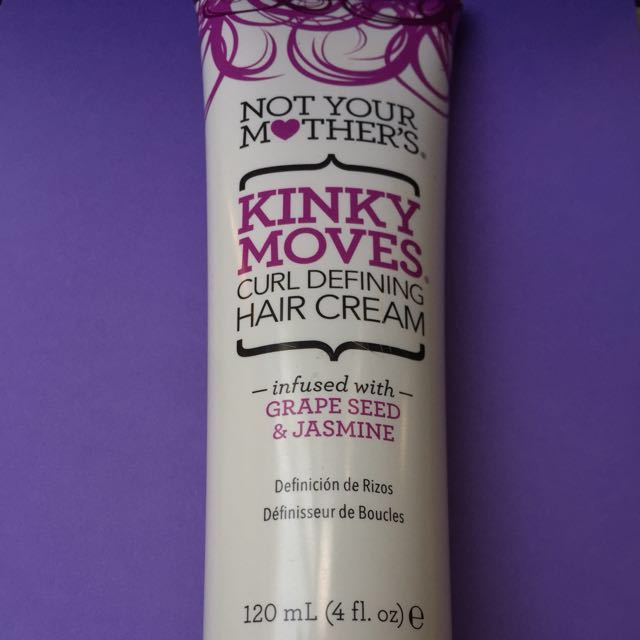 NOT YOUR
MOTHER'S®
KINKY
MOVES®
CURL DEFINING
HAIR CREAM
— infused with —
GRAPE SEED
& JASMINE
Definición de Rizos
Définisseur de Boucles
120 mL (4 fl. oz) ℮